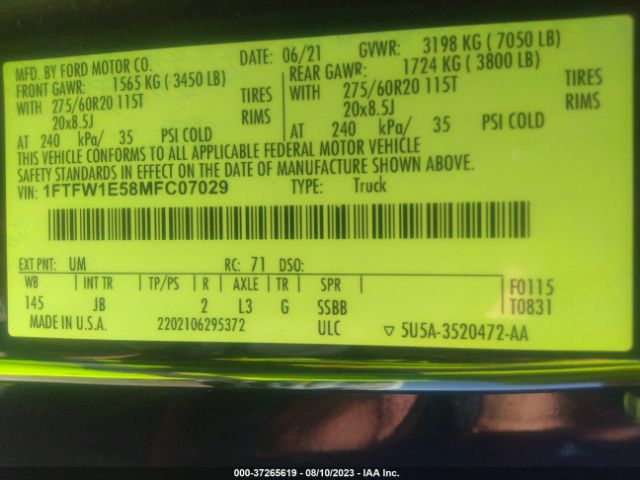 MFD. BY FORD MOTOR CO. DATE: 06/21 GVWR: 3198 KG ( 7050 LB)
FRONT GAWR: 1565 KG ( 3450 LB) REAR GAWR: 1724 KG ( 3800 LB)
WITH 275/60R20 115T TIRES WITH 275/60R20 115T TIRES
20x8.5J RIMS 20x8.5J RIMS
AT 240 kPa/ 35 PSI COLD AT 240 kPa/ 35 PSI COLD
THIS VEHICLE CONFORMS TO ALL APPLICABLE FEDERAL MOTOR VEHICLE
SAFETY STANDARDS IN EFFECT ON THE DATE OF MANUFACTURE SHOWN ABOVE.
VIN: 1FTFW1E58MFC07029 TYPE: Truck
EXT PNT: UM RC: 71 DSO:
WB INT TR TP/PS R AXLE TR SPR F0115
145 JB 2 L3 G SSBB T0831
MADE IN U.S.A. 2202106295372 ULC ▽ 5U5A-3520472-AA
000-37265619 - 08/10/2023 - IAA Inc.